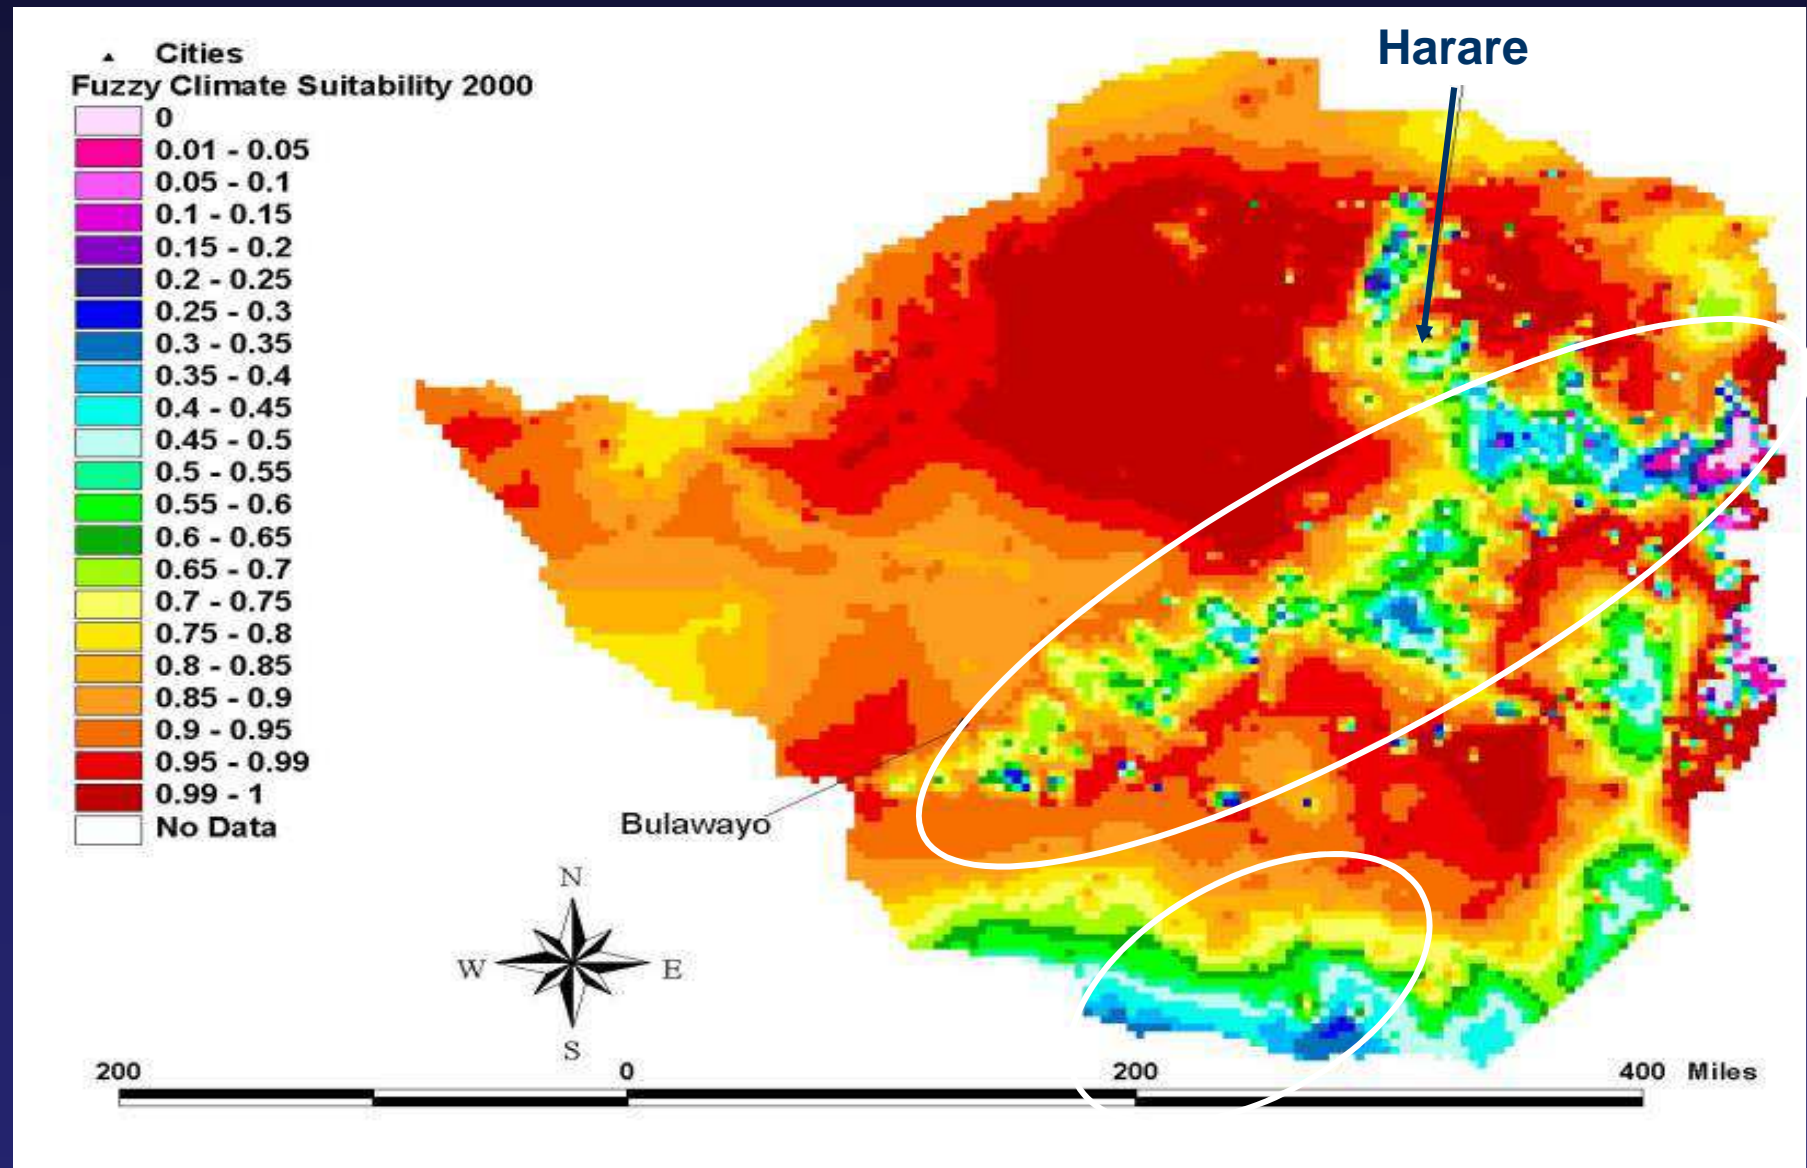 Harare
Cities
Fuzzy Climate Suitability 2000
0
0.01 - 0.05
0.05 - 0.1
0.1 - 0.15
0.15 - 0.2
0.2 - 0.25
0.25 - 0.3
0.3 - 0.35
0.35 - 0.4
0.4 - 0.45
0.45 - 0.5
0.5 - 0.55
0.55 - 0.6
0.6 - 0.65
0.65 - 0.7
0.7 - 0.75
0.75 - 0.8
0.8 - 0.85
0.85 - 0.9
0.9 - 0.95
0.95 - 0.99
0.99 - 1
No Data
Bulawayo
N
W E
S
200 0 200 400 Miles